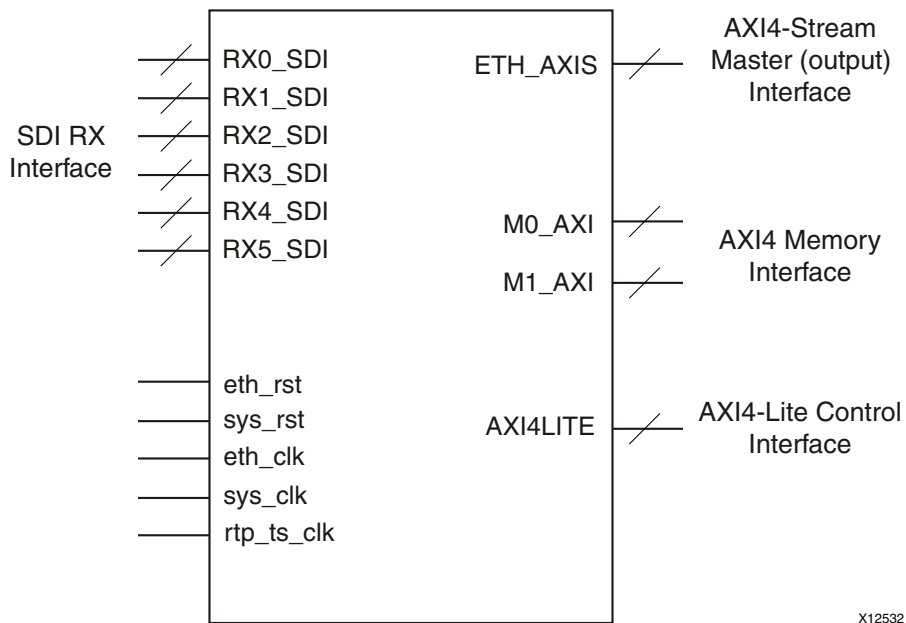 SDI RX
Interface
RX0_SDI
RX1_SDI
RX2_SDI
RX3_SDI
RX4_SDI
RX5_SDI
eth_rst
sys_rst
eth_clk
sys_clk
rtp_ts_clk
ETH_AXIS
M0_AXI
M1_AXI
AXI4LITE
AXI4-Stream
Master (output)
Interface
AXI4 Memory
Interface
AXI4-Lite Control
Interface
X12532